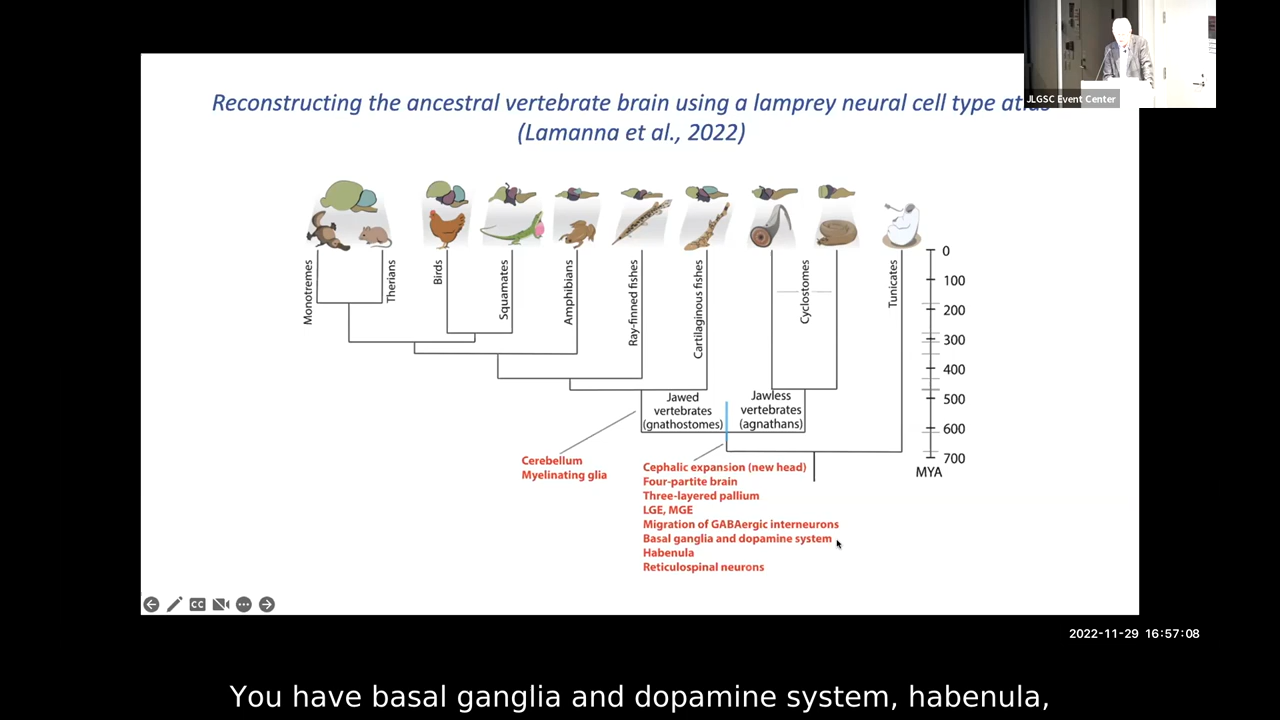 Reconstructing the ancestral vertebrate brain using a lamprey neural cell type atlas
(Lamanna et al., 2022)
JLGSC Event Center
Monotremes
Therians
Birds
Squamates
Amphibians
Ray-finned fishes
Cartilaginous fishes
Cyclostomes
Tunicates
0
100
200
300
400
500
600
700
MYA
Jawed
vertebrates
(gnathostomes)
Jawless
vertebrates
(agnathans)
Cerebellum
Myelinating glia
Cephalic expansion (new head)
Four-partite brain
Three-layered pallium
LGE, MGE
Migration of GABAergic interneurons
Basal ganglia and dopamine system
Habenula
Reticulospinal neurons
CC
2022-11-29 16:57:08
You have basal ganglia and dopamine system, habenula,